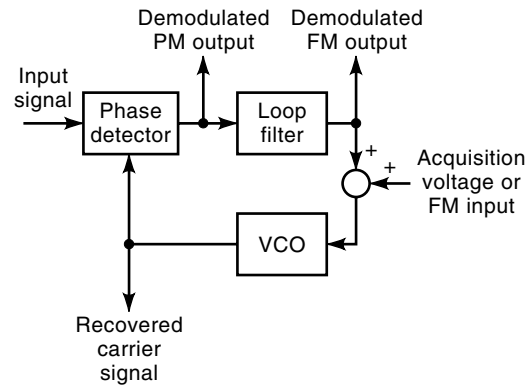 Demodulated
PM output
Demodulated
FM output
Input
signal
Phase
detector
Loop
filter
+
+
Acquisition
voltage or
FM input
VCO
Recovered
carrier
signal